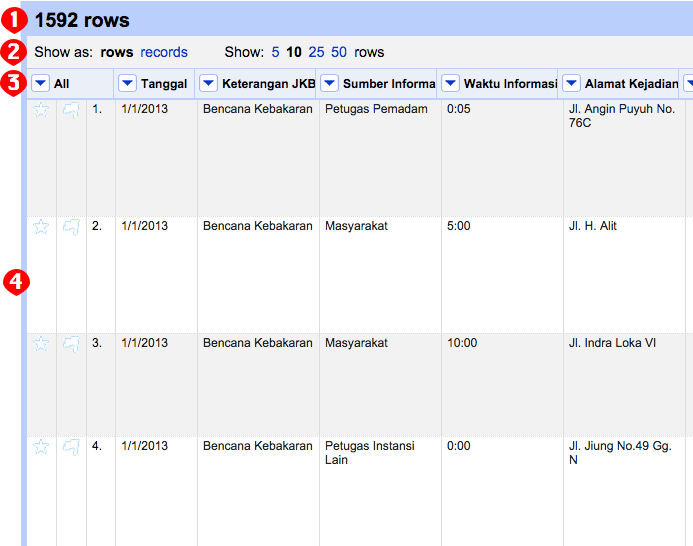 1 1592 rows
2 Show as: rows records Show: 5 10 25 50 rows
3 All Tanggal Keterangan JKB Sumber Informa Waktu Informasi Alamat Kejadian
1. 1/1/2013 Bencana Kebakaran Petugas Pemadam 0:05 Jl. Angin Puyuh No.
76C
2. 1/1/2013 Bencana Kebakaran Masyarakat 5:00 Jl. H. Alit
4
3. 1/1/2013 Bencana Kebakaran Masyarakat 10:00 Jl. Indra Loka VI
4. 1/1/2013 Bencana Kebakaran Petugas Instansi 0:00 Jl. Jiung No.49 Gg.
Lain N